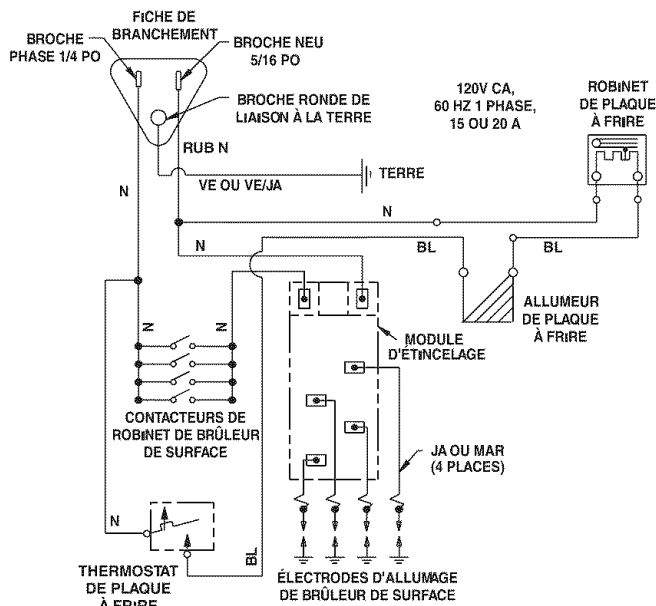 FICHE DE
BRANCHEMENT
BROCHE
PHASE 1/4 PO
BROCHE NEU
5/16 PO
BROCHE RONDE DE
LIAISON À LA TERRE
120V CA,
60 HZ 1 PHASE,
15 OU 20 A
ROBINET
DE PLAQUE
À FRIRE
RUB N
TERRE
VE OU VE/JA
N
N
N
BL
BL
ALLUMEUR
DE PLAQUE
À FRIRE
N
N
MODULE
D'ÉTINCELAGE
CONTACTEURS DE
ROBINET DE BRÛLEUR
DE SURFACE
JA OU MAR
(4 PLACES)
N
BL
THERMOSTAT
DE PLAQUE
À FRIRE
ÉLECTRODES D'ALLUMAGE
DE BRÛLEUR DE SURFACE